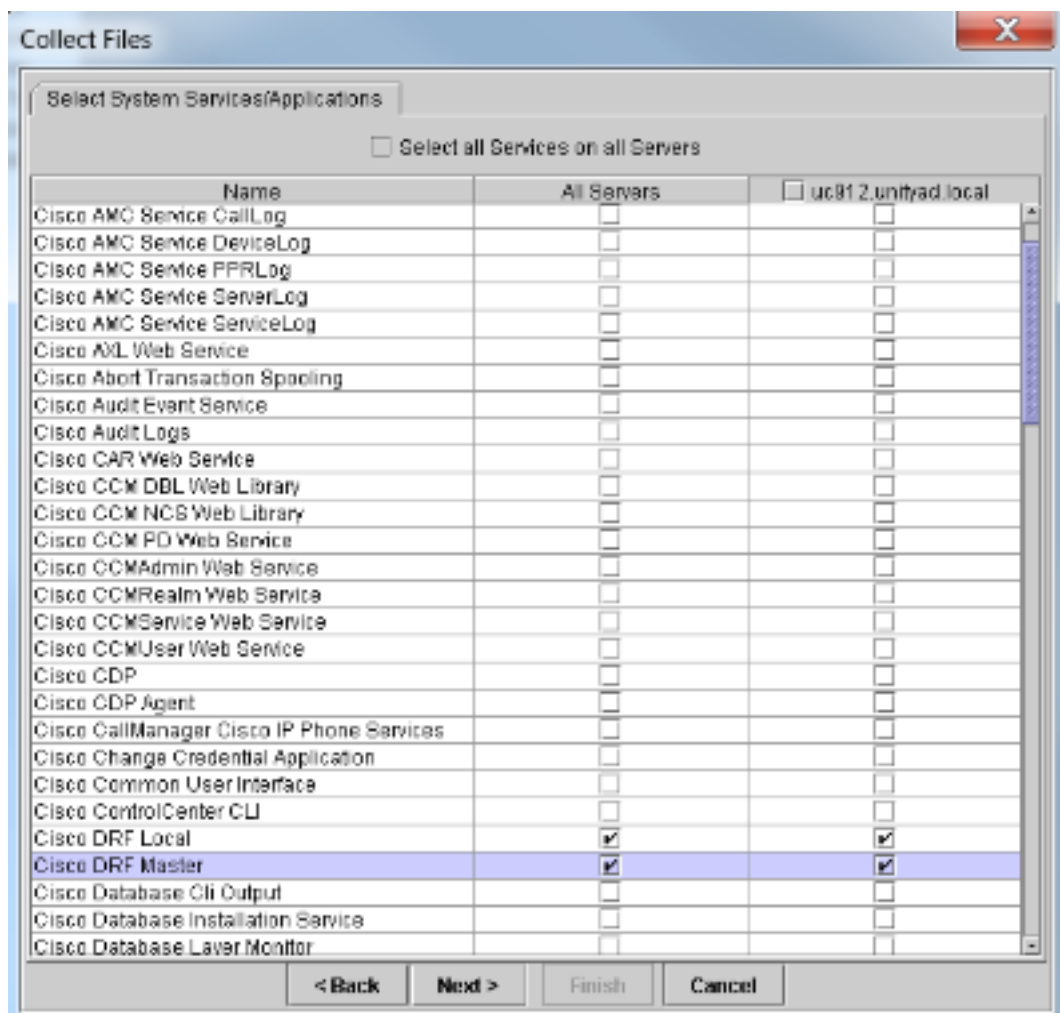 Collect Files
X
Select System Services/Applications
Select all Services on all Servers
Name All Servers uc912.unityad.local
Cisco AMC Service CallLog
Cisco AMC Service DeviceLog
Cisco AMC Service PPRLog
Cisco AMC Service ServerLog
Cisco AMC Service ServiceLog
Cisco AXL Web Service
Cisco Abort Transaction Spooling
Cisco Audit Event Service
Cisco Audit Logs
Cisco CAR Web Service
Cisco CCM DBL Web Library
Cisco CCM NCS Web Library
Cisco CCM PD Web Service
Cisco CCMAdmin Web Service
Cisco CCMRealm Web Service
Cisco CCMService Web Service
Cisco CCMUser Web Service
Cisco CDP
Cisco CDP Agent
Cisco CallManager Cisco IP Phone Services
Cisco Change Credential Application
Cisco Common User Interface
Cisco ControlCenter CLI
Cisco DRF Local
Cisco DRF Master
Cisco Database Cli Output
Cisco Database Installation Service
Cisco Database Layer Monitor
< Back Next > Finish Cancel